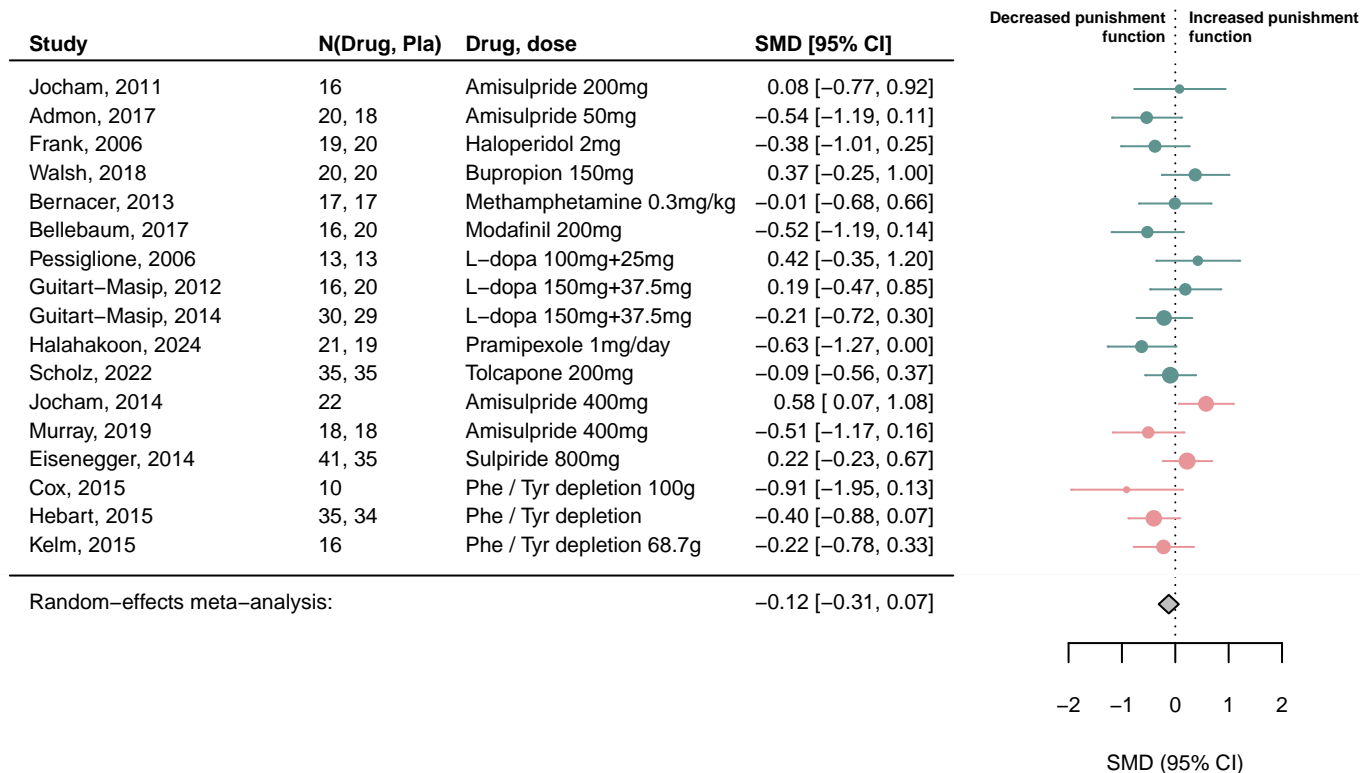 Decreased punishment function
Increased punishment function
Study N(Drug, Pla) Drug, dose SMD [95% CI]
Jocham, 2011 16 Amisulpride 200mg 0.08 [−0.77, 0.92]
Admon, 2017 20, 18 Amisulpride 50mg −0.54 [−1.19, 0.11]
Frank, 2006 19, 20 Haloperidol 2mg −0.38 [−1.01, 0.25]
Walsh, 2018 20, 20 Bupropion 150mg 0.37 [−0.25, 1.00]
Bernacer, 2013 17, 17 Methamphetamine 0.3mg/kg −0.01 [−0.68, 0.66]
Bellebaum, 2017 16, 20 Modafinil 200mg −0.52 [−1.19, 0.14]
Pessiglione, 2006 13, 13 L−dopa 100mg+25mg 0.42 [−0.35, 1.20]
Guitart−Masip, 2012 16, 20 L−dopa 150mg+37.5mg 0.19 [−0.47, 0.85]
Guitart−Masip, 2014 30, 29 L−dopa 150mg+37.5mg −0.21 [−0.72, 0.30]
Halahakoon, 2024 21, 19 Pramipexole 1mg/day −0.63 [−1.27, 0.00]
Scholz, 2022 35, 35 Tolcapone 200mg −0.09 [−0.56, 0.37]
Jocham, 2014 22 Amisulpride 400mg 0.58 [ 0.07, 1.08]
Murray, 2019 18, 18 Amisulpride 400mg −0.51 [−1.17, 0.16]
Eisenegger, 2014 41, 35 Sulpiride 800mg 0.22 [−0.23, 0.67]
Cox, 2015 10 Phe / Tyr depletion 100g −0.91 [−1.95, 0.13]
Hebart, 2015 35, 34 Phe / Tyr depletion −0.40 [−0.88, 0.07]
Kelm, 2015 16 Phe / Tyr depletion 68.7g −0.22 [−0.78, 0.33]
Random−effects meta−analysis: −0.12 [−0.31, 0.07]
−2 −1 0 1 2
SMD (95% CI)